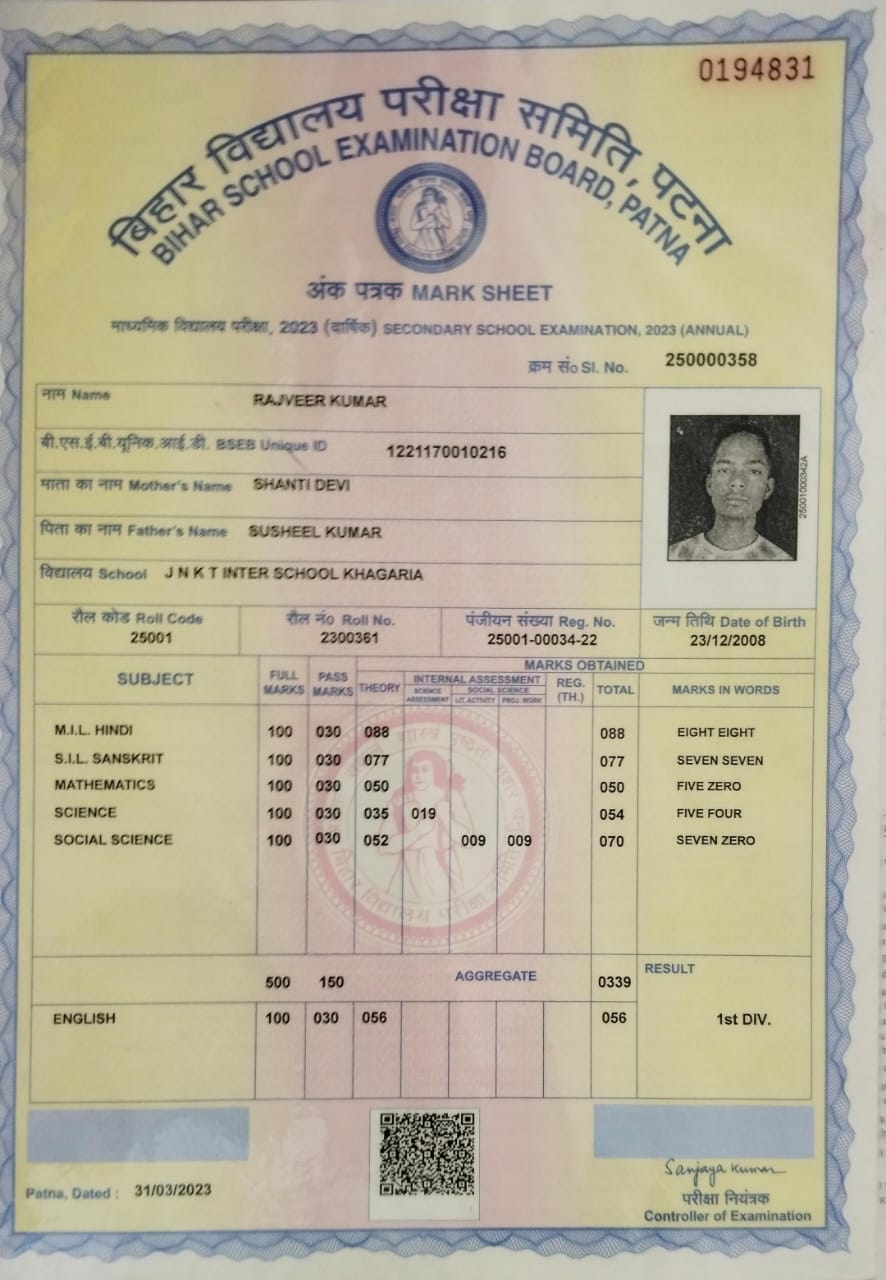 0194831
बिहार विद्यालय परीक्षा समिति, पटना
BIHAR SCHOOL EXAMINATION BOARD, PATNA
अंक पत्रक MARK SHEET
माध्यमिक विद्यालय परीक्षा, 2023 (वार्षिक) SECONDARY SCHOOL EXAMINATION, 2023 (ANNUAL)
क्रम सं० Sl. No. 250000358
नाम Name RAJVEER KUMAR
बी.एस.ई.बी.यूनिक.आई.डी. BSEB Unique ID 1221170010216
माता का नाम Mother's Name SHANTI DEVI
पिता का नाम Father's Name SUSHEEL KUMAR
विद्यालय School J N K T INTER SCHOOL KHAGARIA
25001000342A
रौल कोड Roll Code रौल नं० Roll No. पंजीयन संख्या Reg. No. जन्म तिथि Date of Birth
25001 2300361 25001-00034-22 23/12/2008
MARKS OBTAINED
SUBJECT FULL MARKS PASS MARKS THEORY INTERNAL ASSESSMENT REG. (TH.) TOTAL MARKS IN WORDS
SCIENCE ASSESSMENT SOCIAL SCIENCE
LIT. ACTIVITY PROJ. WORK
M.I.L. HINDI 100 030 088 088 EIGHT EIGHT
S.I.L. SANSKRIT 100 030 077 077 SEVEN SEVEN
MATHEMATICS 100 030 050 050 FIVE ZERO
SCIENCE 100 030 035 019 054 FIVE FOUR
SOCIAL SCIENCE 100 030 052 009 009 070 SEVEN ZERO
बिहार विद्यालय परीक्षा समिति
500 150 AGGREGATE 0339 RESULT
ENGLISH 100 030 056 056 1st DIV.
Patna, Dated : 31/03/2023
Sanjaya Kumar
परीक्षा नियंत्रक
Controller of Examination